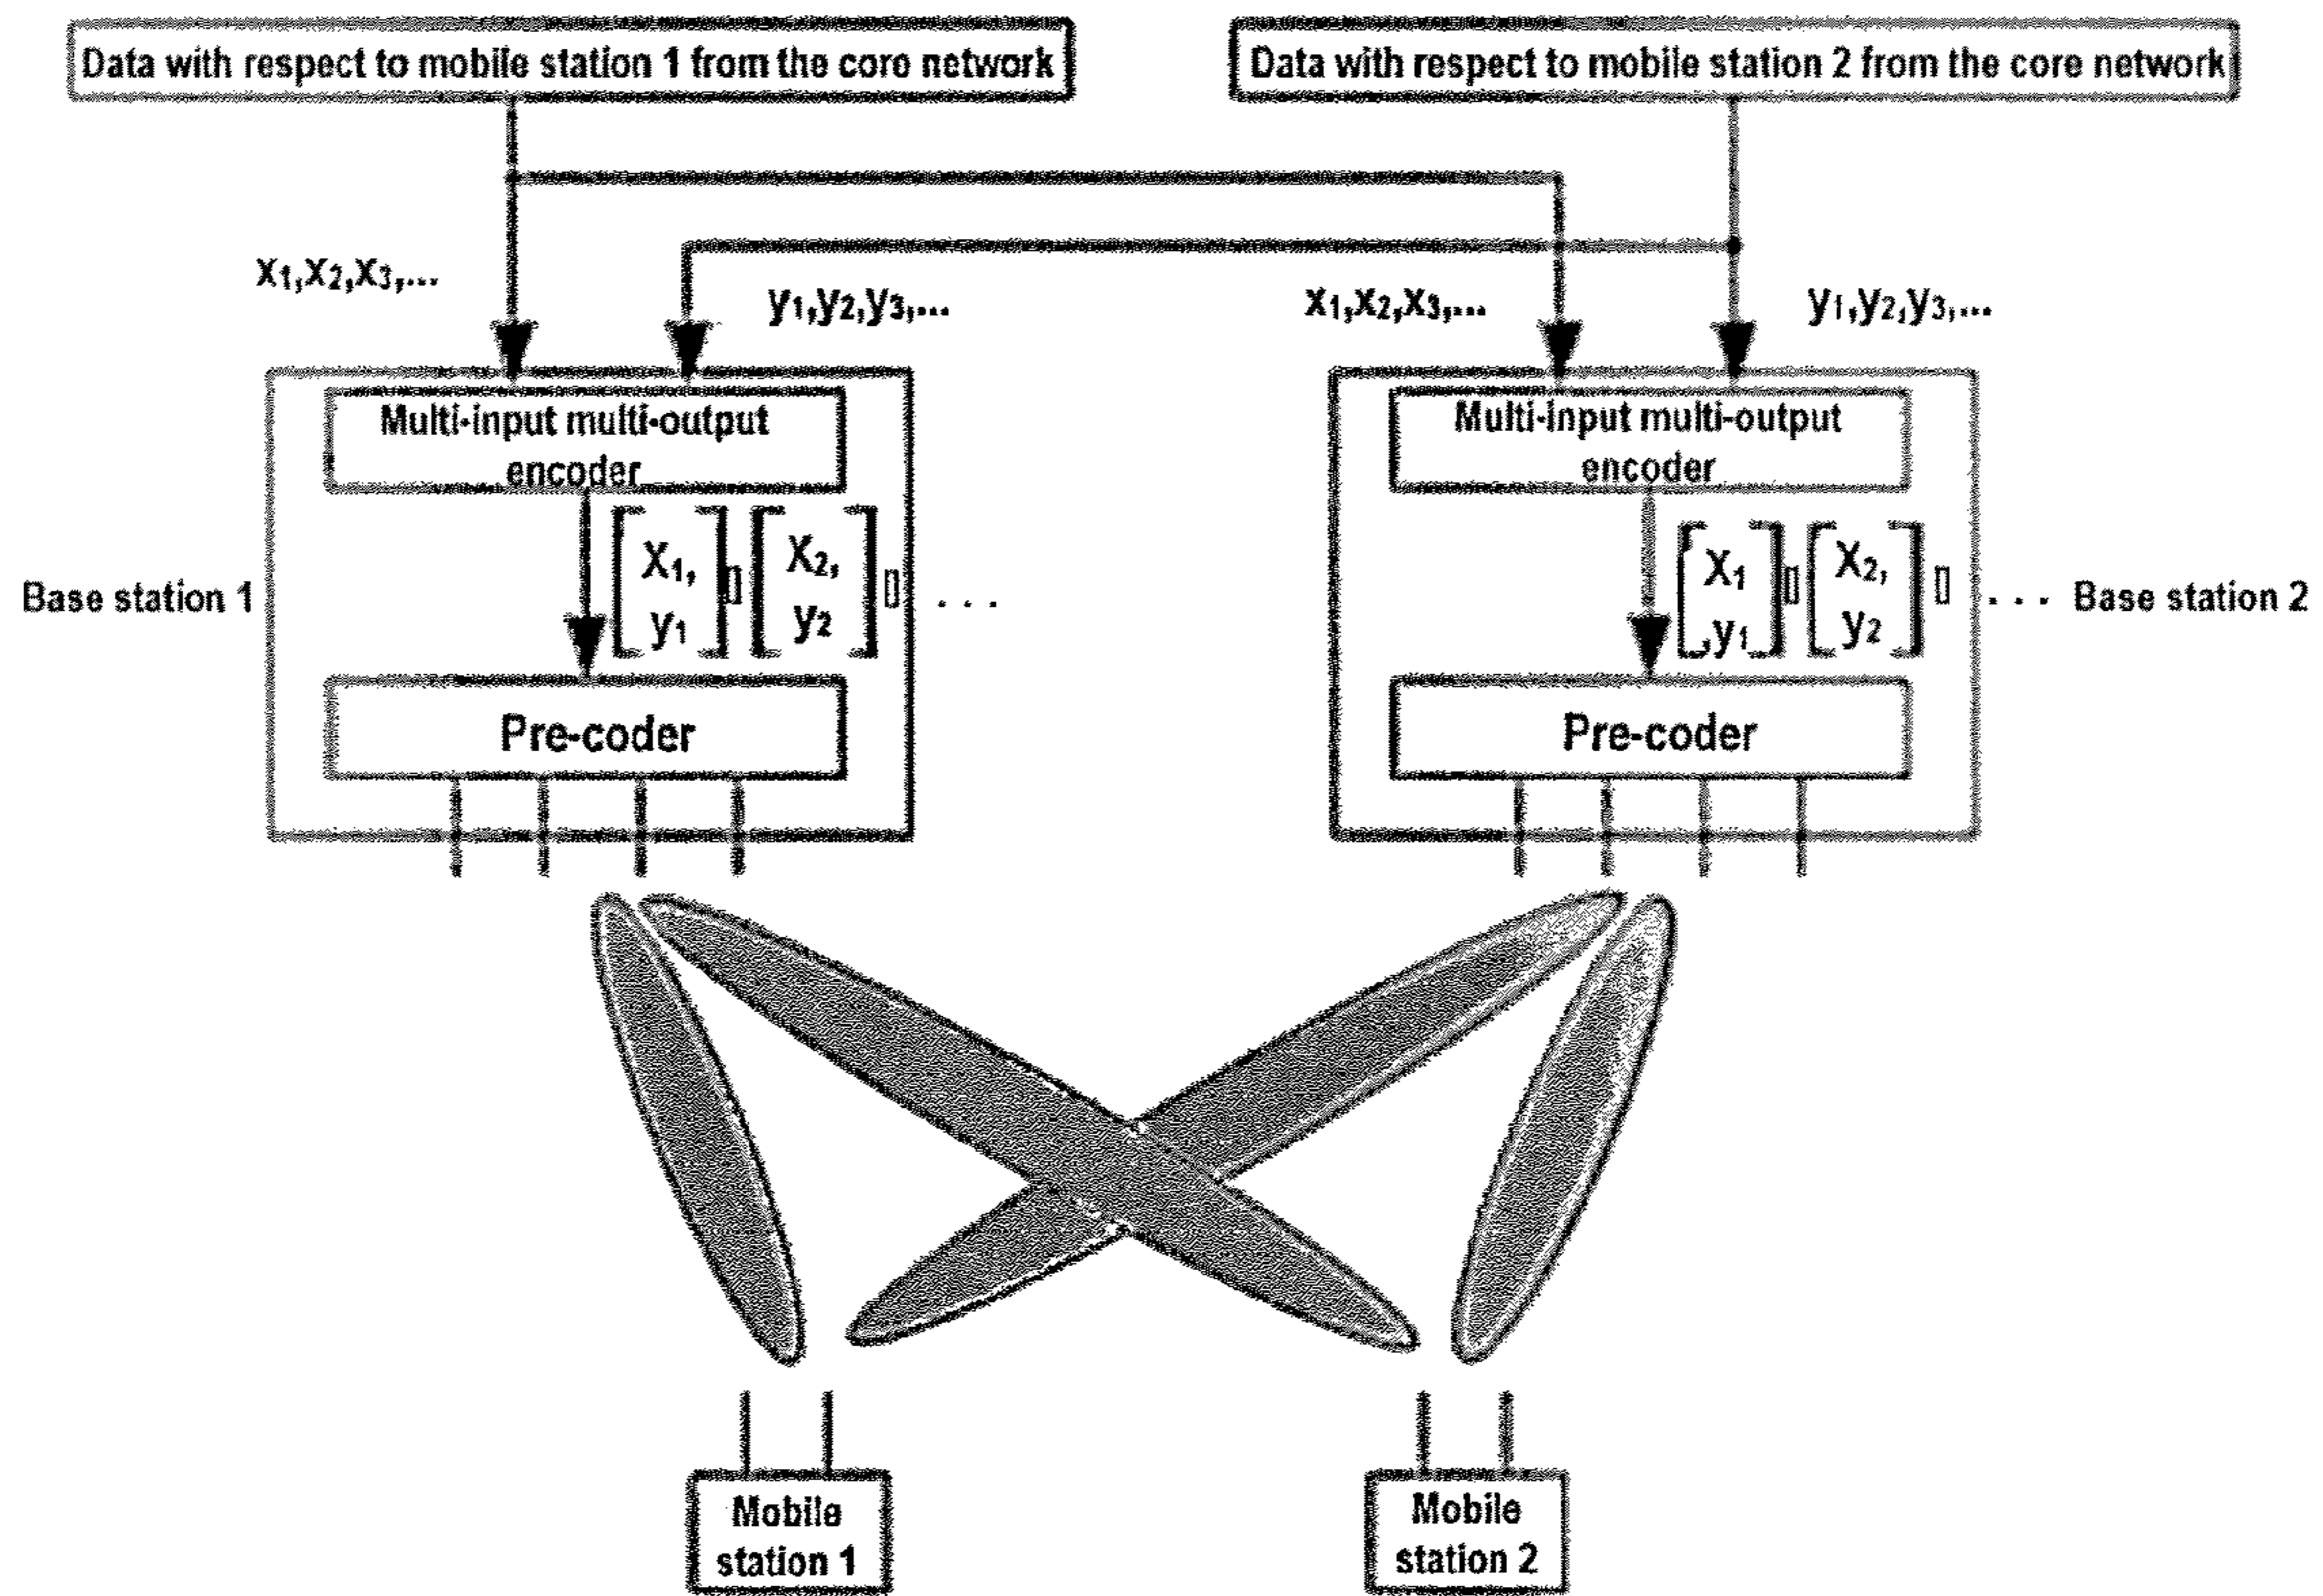 Data with respect to mobile station 1 from the core network
Data with respect to mobile station 2 from the core network
x₁,x₂,x₃,...
y₁,y₂,y₃,...
x₁,x₂,x₃,...
y₁,y₂,y₃,...
Multi-input multi-output
encoder
Multi-input multi-output
encoder
Base station 1
[X₁, y₁] ▯ [X₂, y₂] ▯ ...
[X₁ ,y₁] ▯ [X₂, y₂] ▯ ...
Base station 2
Pre-coder
Pre-coder
Mobile
station 1
Mobile
station 2